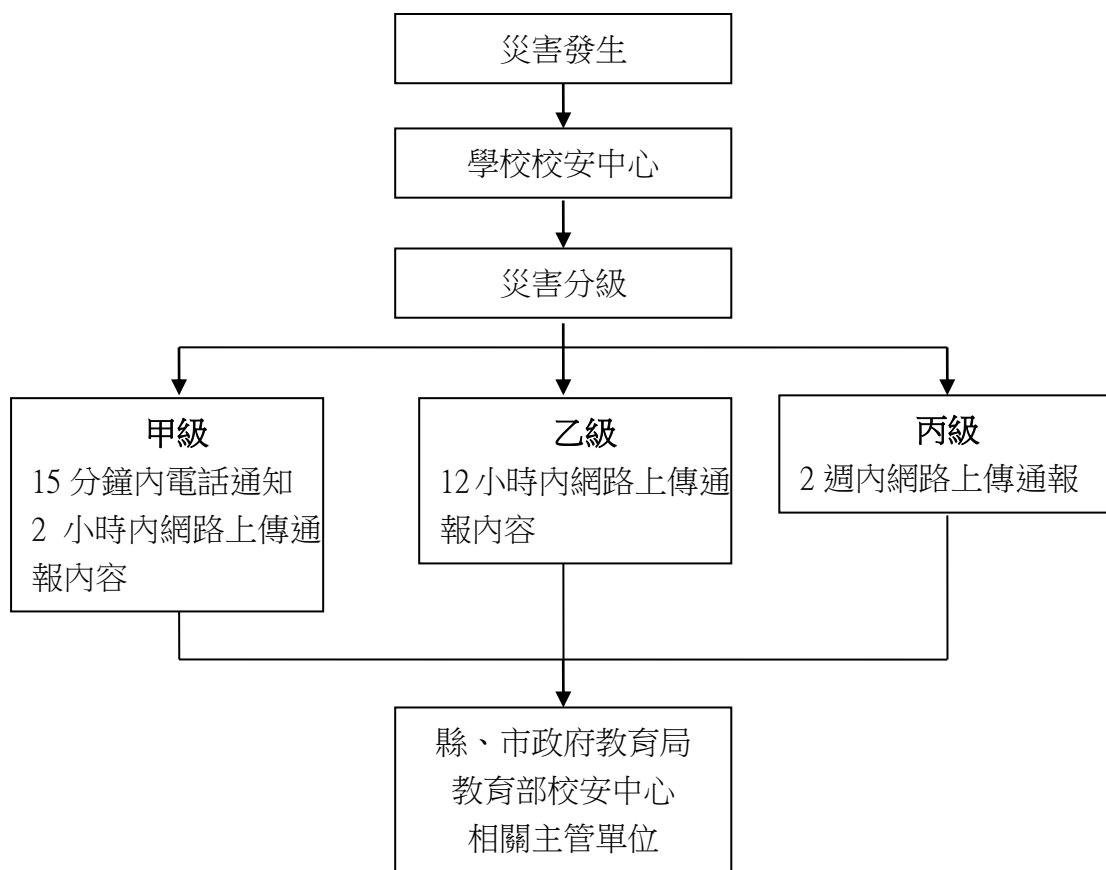 災害發生
學校校安中心
災害分級
甲級
15 分鐘內電話通知
2 小時內網路上傳通
報內容
乙級
12 小時內網路上傳通
報內容
丙級
2 週內網路上傳通報
縣、市政府教育局
教育部校安中心
相關主管單位